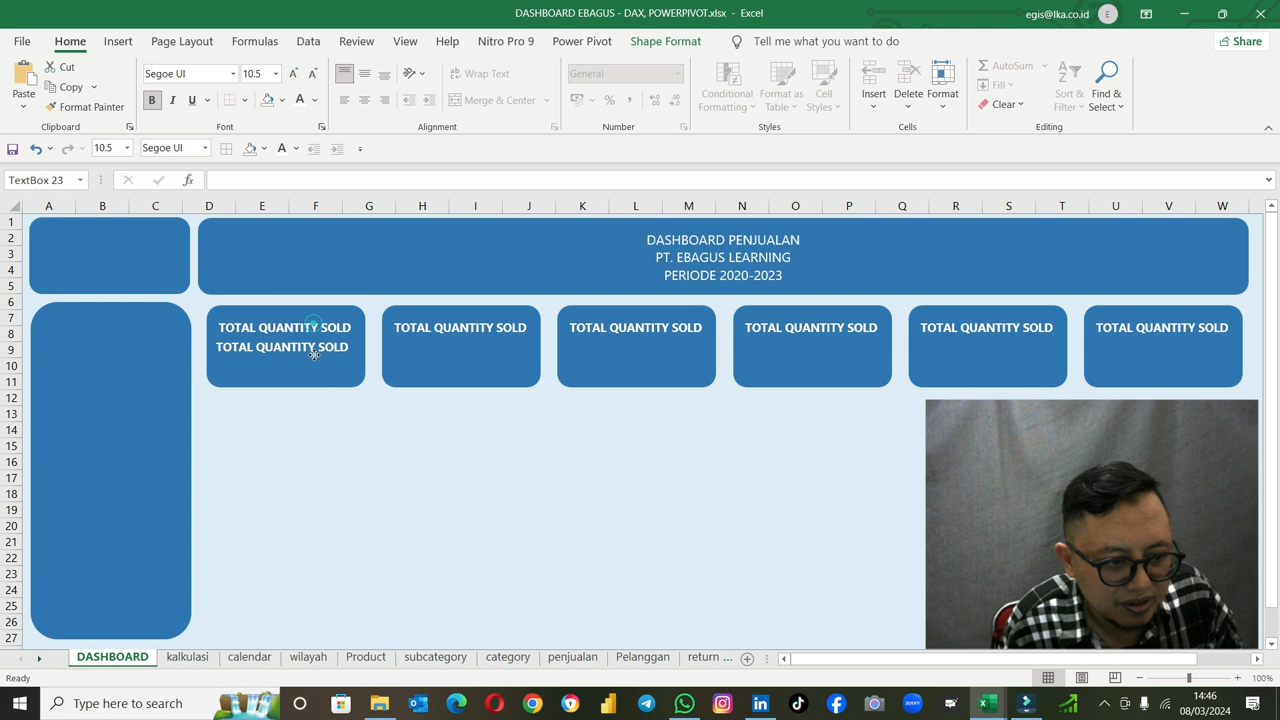 DASHBOARD EBAGUS - DAX, POWERPIVOT.xlsx - Excel
egis@lka.co.id
E
File Home Insert Page Layout Formulas Data Review View Help Nitro Pro 9 Power Pivot Shape Format Tell me what you want to do Share
Paste
Cut
Copy
Format Painter
Clipboard
Segoe UI 10.5
B I U
Font
Wrap Text
Merge & Center
Alignment
General
Number
Conditional Formatting
Format as Table
Cell Styles
Styles
Insert
Delete
Format
Cells
AutoSum
Fill
Clear
Sort & Filter
Find & Select
Editing
10.5 Segoe UI
TextBox 23
fx
A B C D E F G H I J K L M N O P Q R S T U V W
1
2
3
4
5
6
7
8
9
10
11
12
13
14
15
16
17
18
19
20
21
22
23
24
25
26
27
DASHBOARD PENJUALAN
PT. EBAGUS LEARNING
PERIODE 2020-2023
TOTAL QUANTITY SOLD TOTAL QUANTITY SOLD TOTAL QUANTITY SOLD TOTAL QUANTITY SOLD TOTAL QUANTITY SOLD TOTAL QUANTITY SOLD
TOTAL QUANTITY SOLD
DASHBOARD kalkulasi calendar wilayah Product subcategory category penjualan Pelanggan return ...
Ready
100%
Type here to search
zoom
14:46
08/03/2024